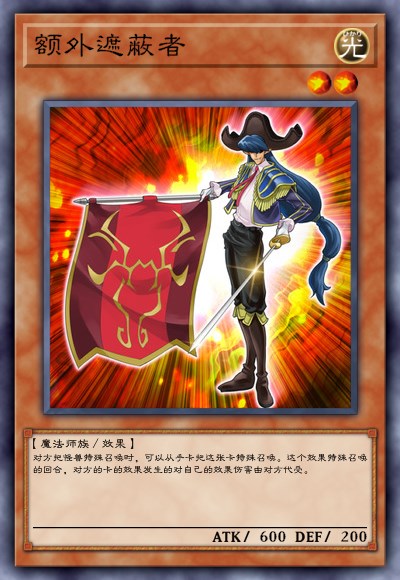 额外遮蔽者
光
【魔法师族／效果】
对方把怪兽特殊召唤时，可以从手卡把这张卡特殊召唤。这个效果特殊召唤
的回合，对方的卡的效果发生的对自己的效果伤害由对方代受。
ATK/ 600 DEF/ 200